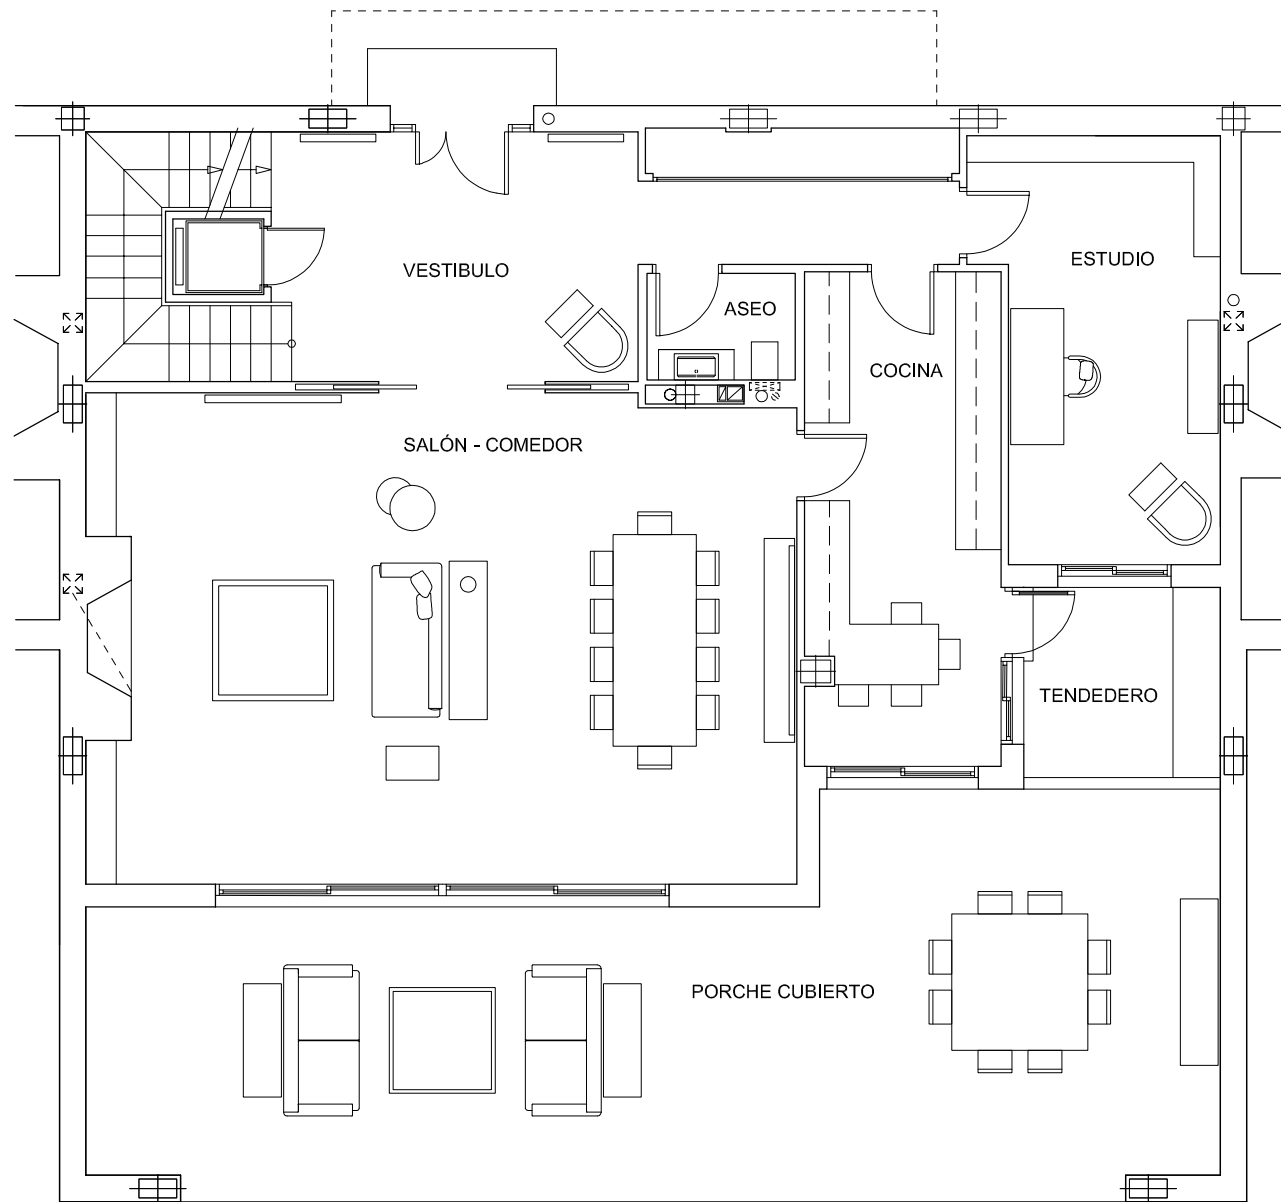 ESTUDIO
VESTIBULO
ASEO
COCINA
SALÓN - COMEDOR
TENDEDERO
PORCHE CUBIERTO